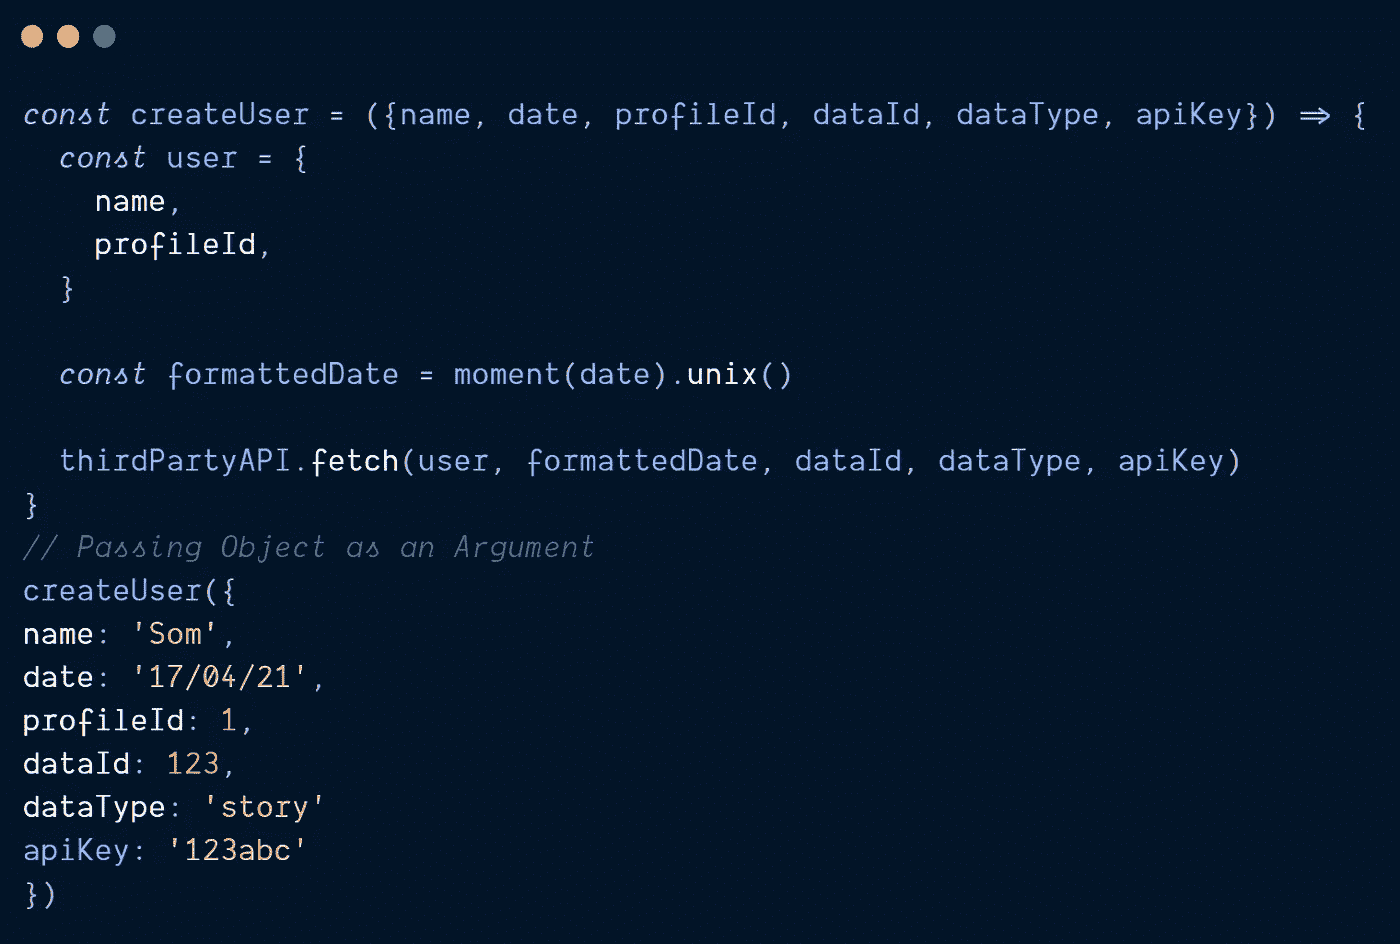 const createUser = ({name, date, profileId, dataId, dataType, apiKey}) => {
  const user = {
    name,
    profileId,
  }

  const formattedDate = moment(date).unix()

  thirdPartyAPI.fetch(user, formattedDate, dataId, dataType, apiKey)
}
// Passing Object as an Argument
createUser({
name: 'Som',
date: '17/04/21',
profileId: 1,
dataId: 123,
dataType: 'story'
apiKey: '123abc'
})